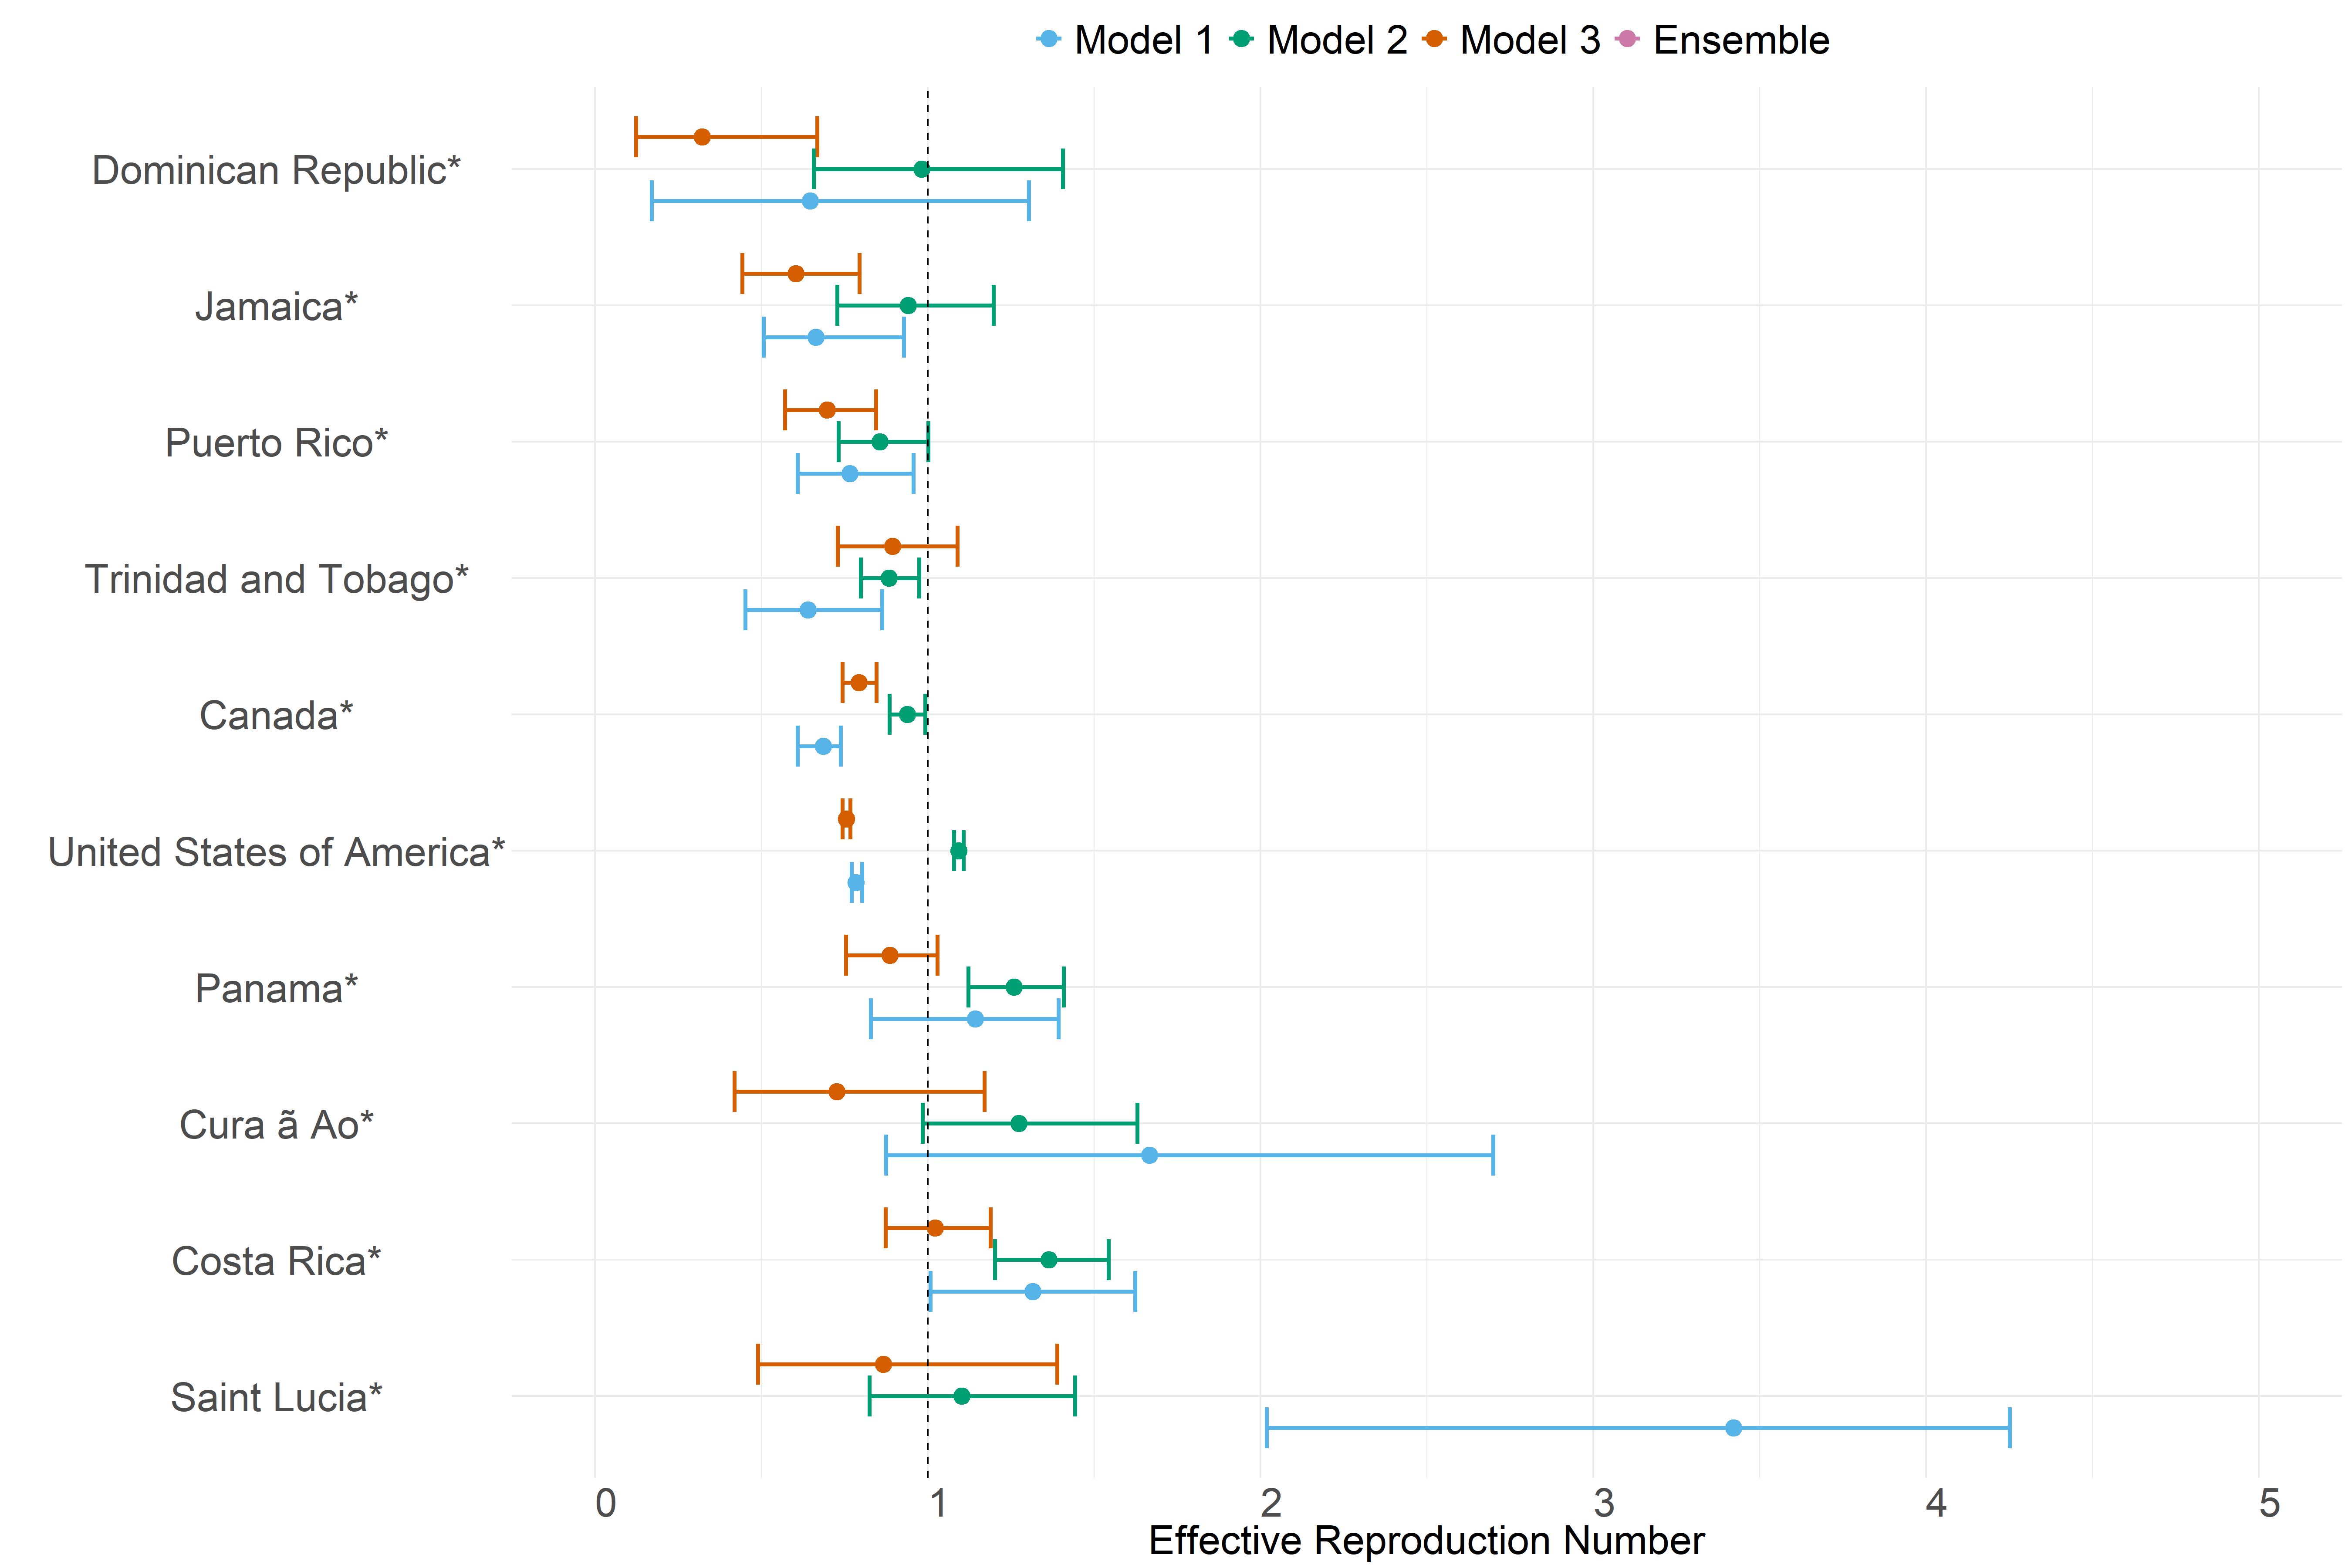 Model 1 Model 2 Model 3 Ensemble
Dominican Republic*
Jamaica*
Puerto Rico*
Trinidad and Tobago*
Canada*
United States of America*
Panama*
Cura ã Ao*
Costa Rica*
Saint Lucia*
0 1 2 3 4 5
Effective Reproduction Number